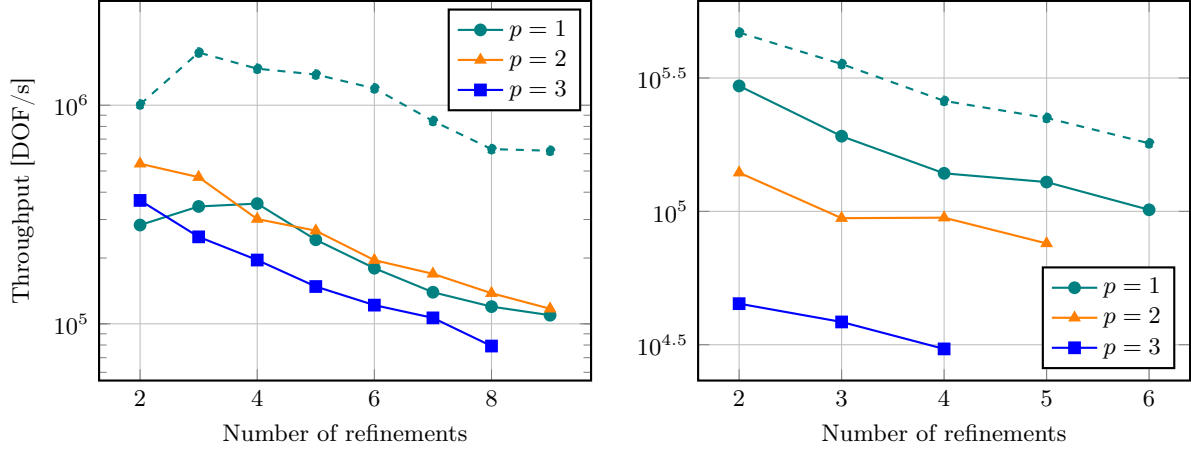 Throughput [DOF/s]
10^6
10^5
2
4
6
8
Number of refinements
p = 1
p = 2
p = 3
10^5.5
10^5
10^4.5
2
3
4
5
6
Number of refinements
p = 1
p = 2
p = 3